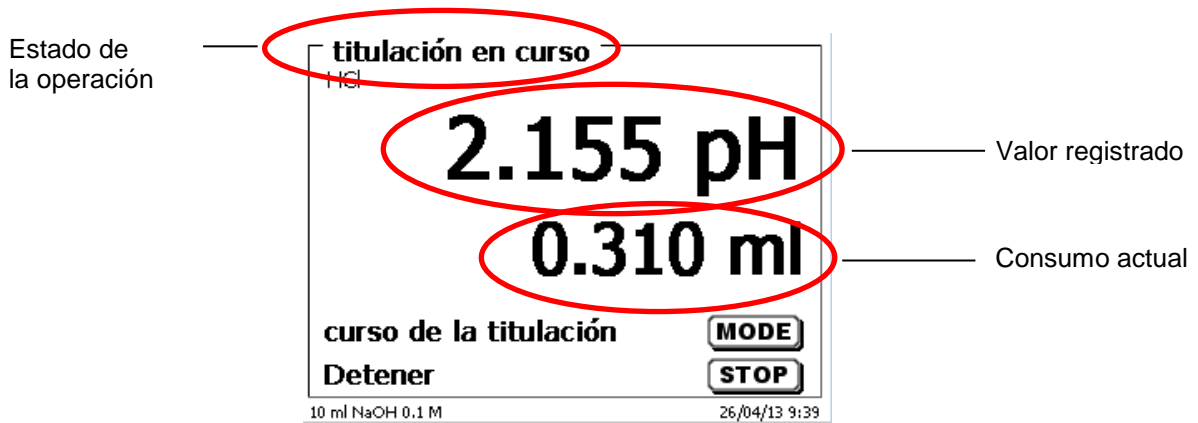 Estado de
la operación
titulación en curso
HCl
2.155 pH
Valor registrado
0.310 ml
Consumo actual
curso de la titulación MODE
Detener STOP
10 ml NaOH 0.1 M 26/04/13 9:39